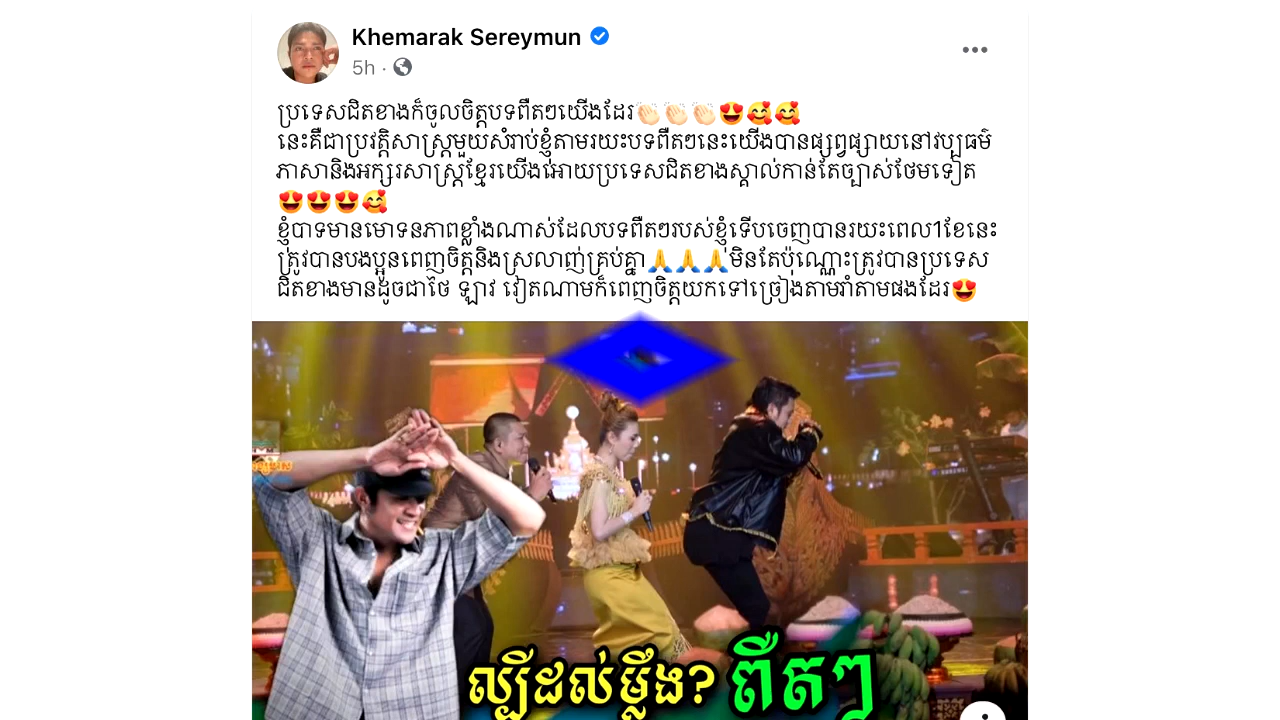 Khemarak Sereymun
5h ·
ប្រទេសជិតខាងក៏ចូលចិត្តបទពឺតៗយើងដែរ👏🏻👏🏻👏🏻😍🥰🥰
នេះគឺជាប្រវត្តិសាស្ត្រមួយសំរាប់ខ្ញុំតាមរយះបទពឺតៗនេះយើងបានផ្សព្វផ្សាយនៅវប្បធម៌
ភាសានិងអក្សរសាស្ត្រខ្មែរយើងអោយប្រទេសជិតខាងស្គាល់កាន់តែច្បាស់ថែមទៀត
😍😍😍🥰
ខ្ញុំបាទមានមោទនភាពខ្លាំងណាស់ដែលបទពឺតៗរបស់ខ្ញុំទើបចេញបានរយះពេល1ខែនេះ
ត្រូវបានបងប្អូនពេញចិត្តនិងស្រលាញ់គ្រប់គ្នា🙏🙏🙏មិនតែប៉ណ្ណោះត្រូវបានប្រទេស
ជិតខាងមានដូចជាថៃ ឡាវ វៀតណាមក៏ពេញចិត្តយកទៅច្រៀងតាមរាំតាមផងដែរ😍
ល្បីដល់ម្លឹង? ពឺតៗ